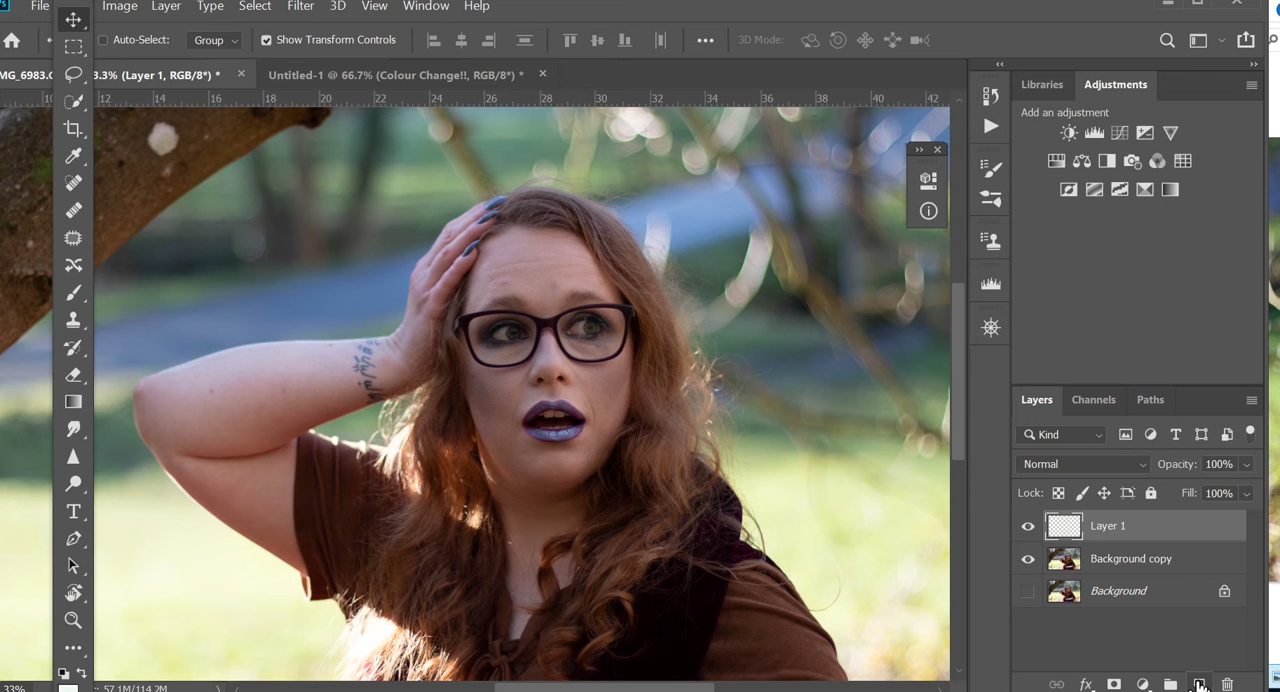 File Image Layer Type Select Filter 3D View Window Help
Auto-Select: Group Show Transform Controls 3D Mode:
MG_6983.C 3.3% (Layer 1, RGB/8*) * × Untitled-1 @ 66.7% (Colour Change!!, RGB/8*) * ×
10 12 14 16 18 20 22 24 26 28 30 32 34 36 38 40 42
Libraries Adjustments
Add an adjustment
Layers Channels Paths
Kind
Normal Opacity: 100%
Lock: Fill: 100%
Layer 1
Background copy
Background
33% 57.1M/114.2M